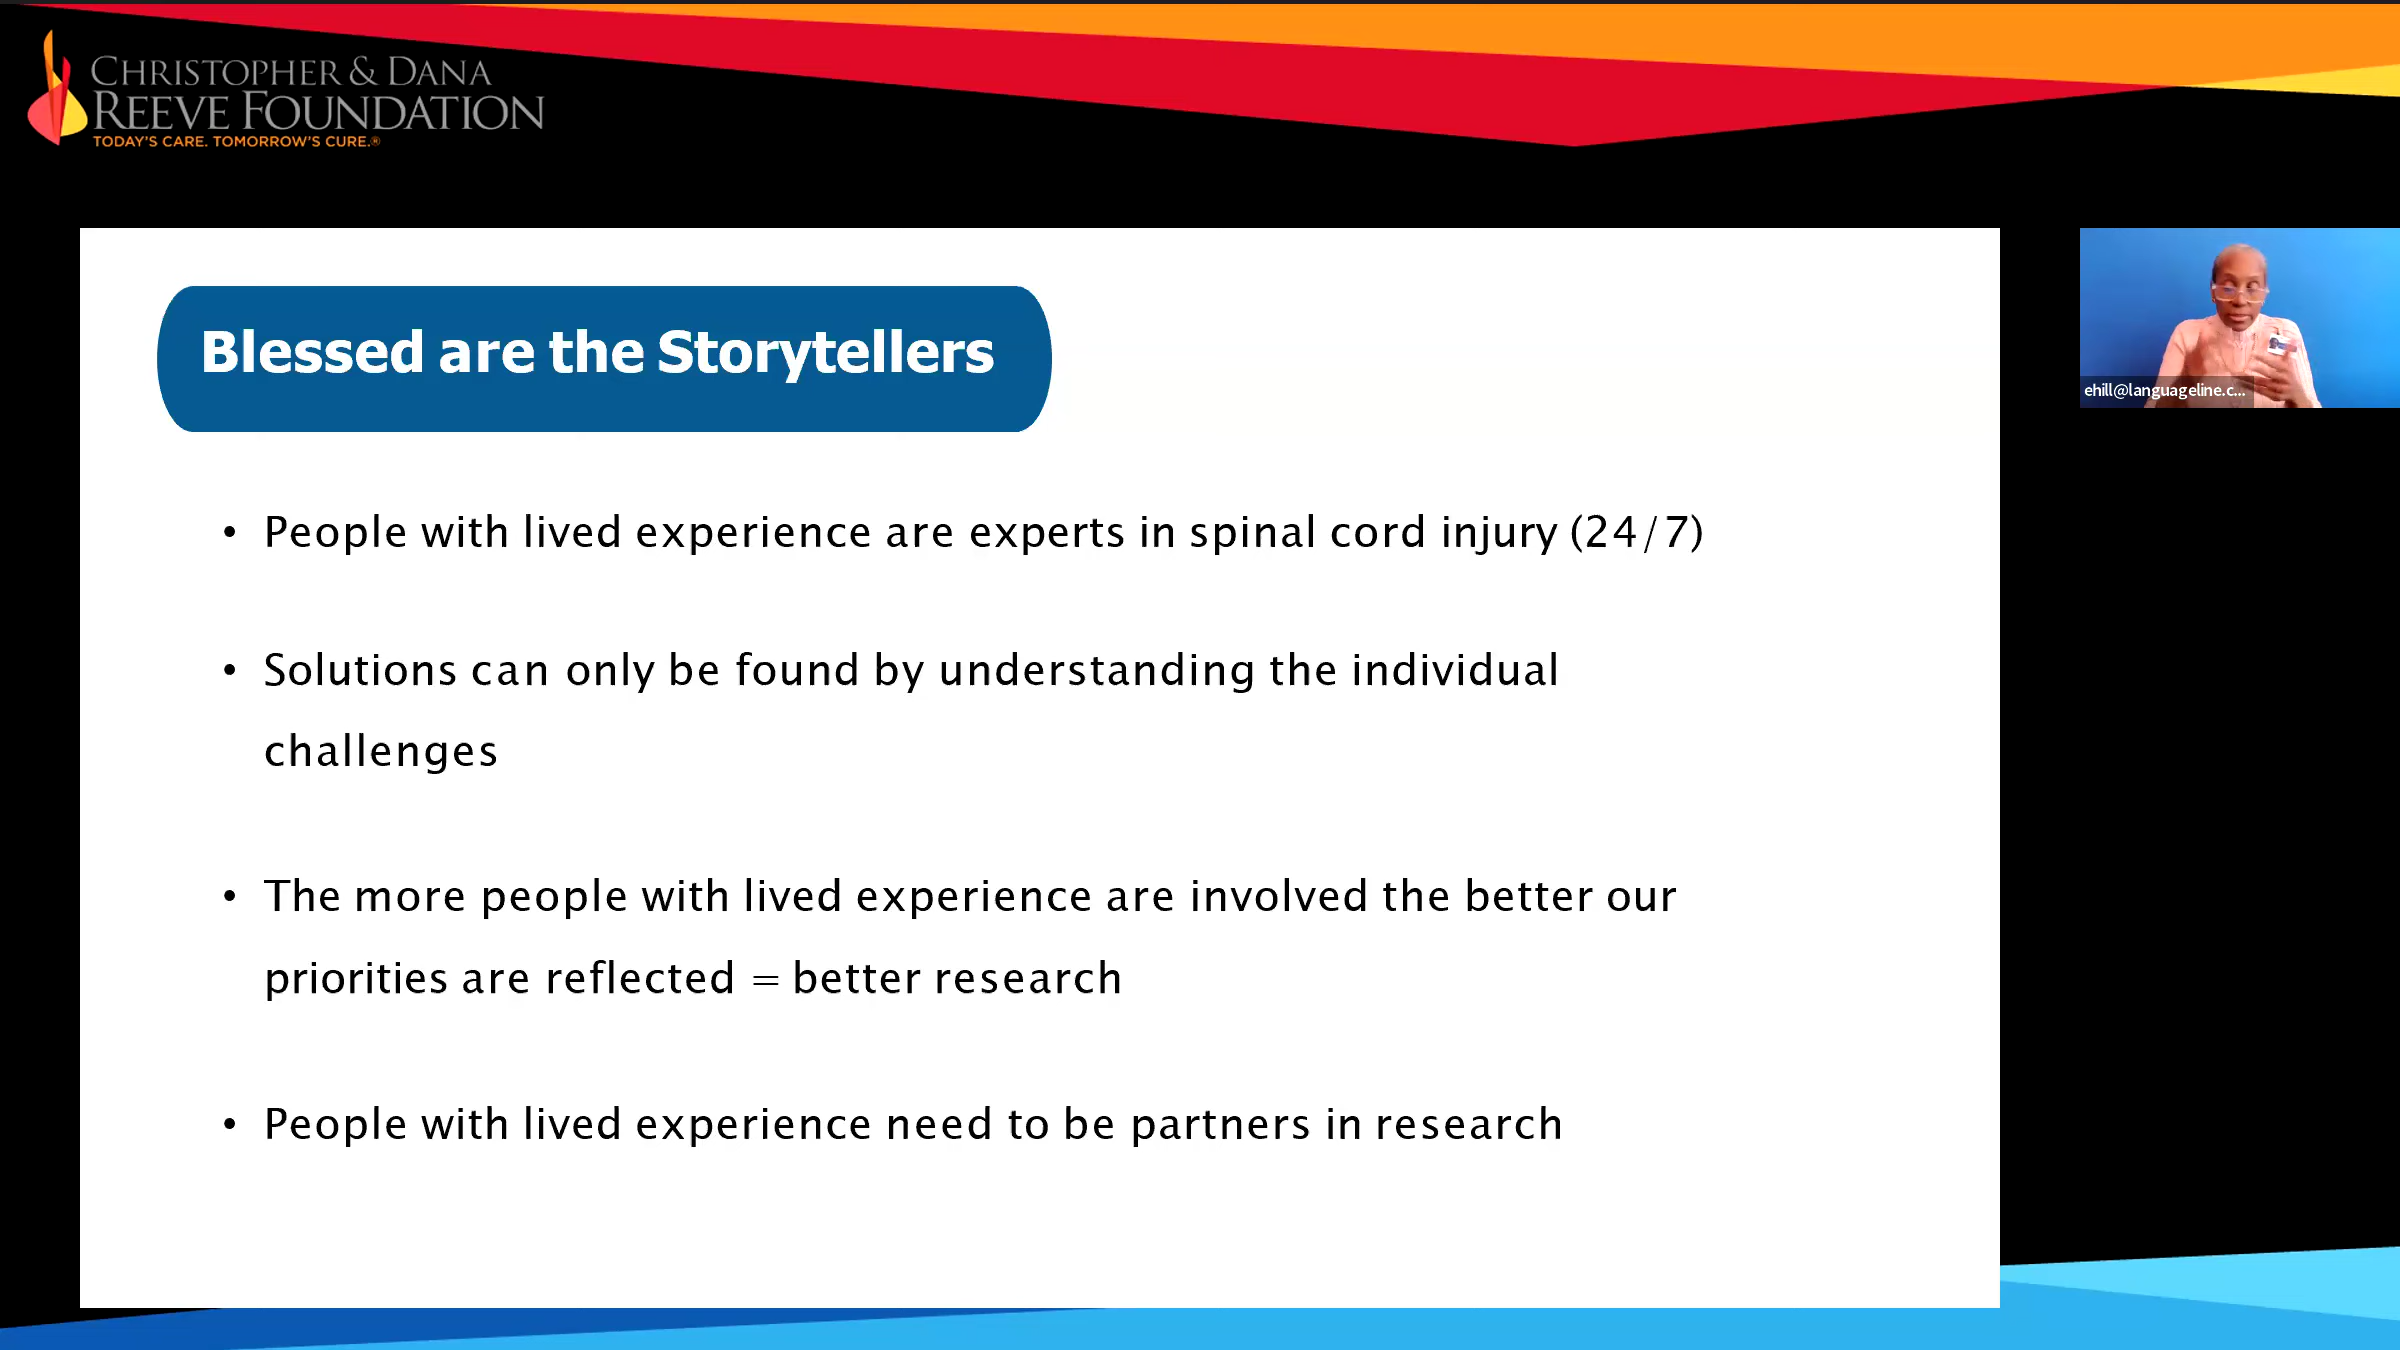 CHRISTOPHER & DANA
REEVE FOUNDATION
TODAY'S CARE. TOMORROW'S CURE.®
Blessed are the Storytellers
• People with lived experience are experts in spinal cord injury (24/7)
• Solutions can only be found by understanding the individual
challenges
• The more people with lived experience are involved the better our
priorities are reflected = better research
• People with lived experience need to be partners in research
ehill@languageline.c...